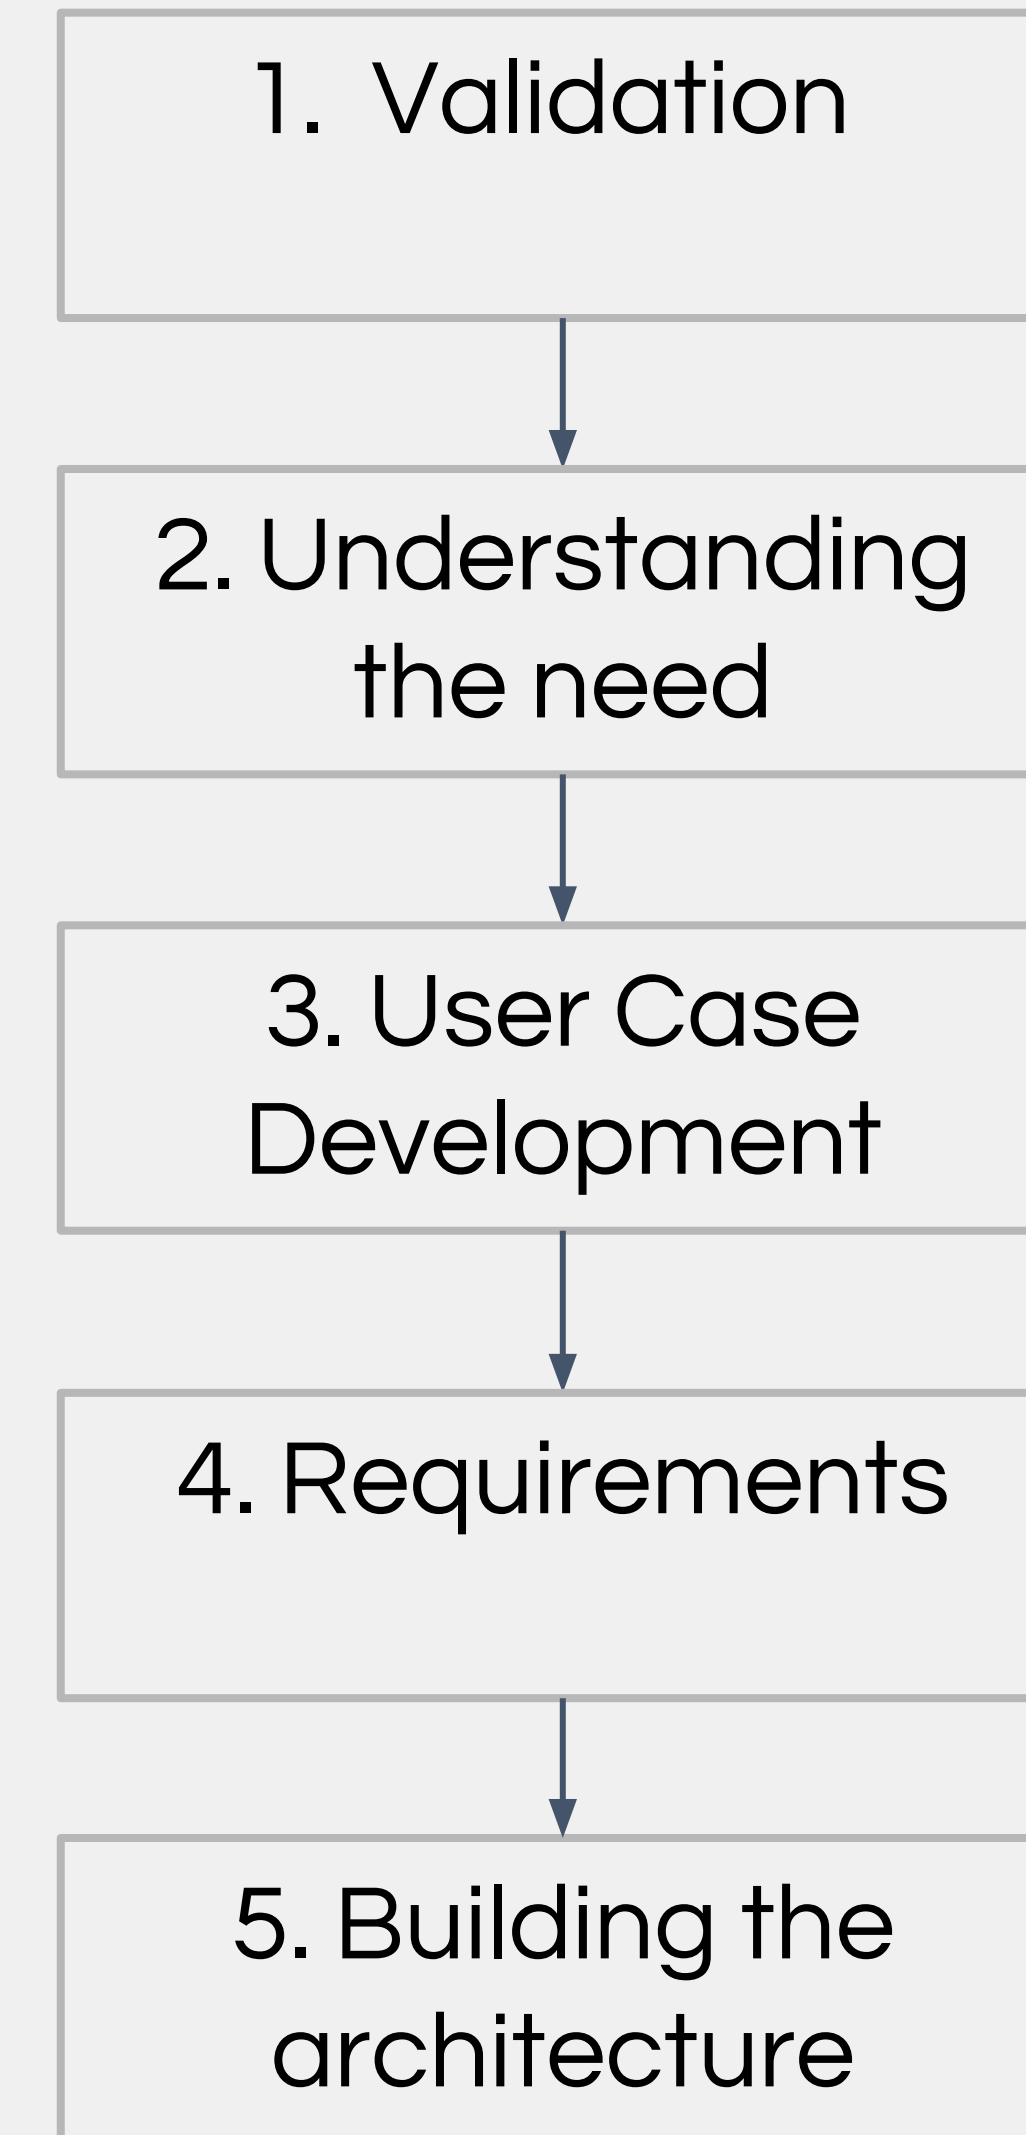 1. Validation
2. Understanding
the need
3. User Case
Development
4. Requirements
5. Building the
architecture